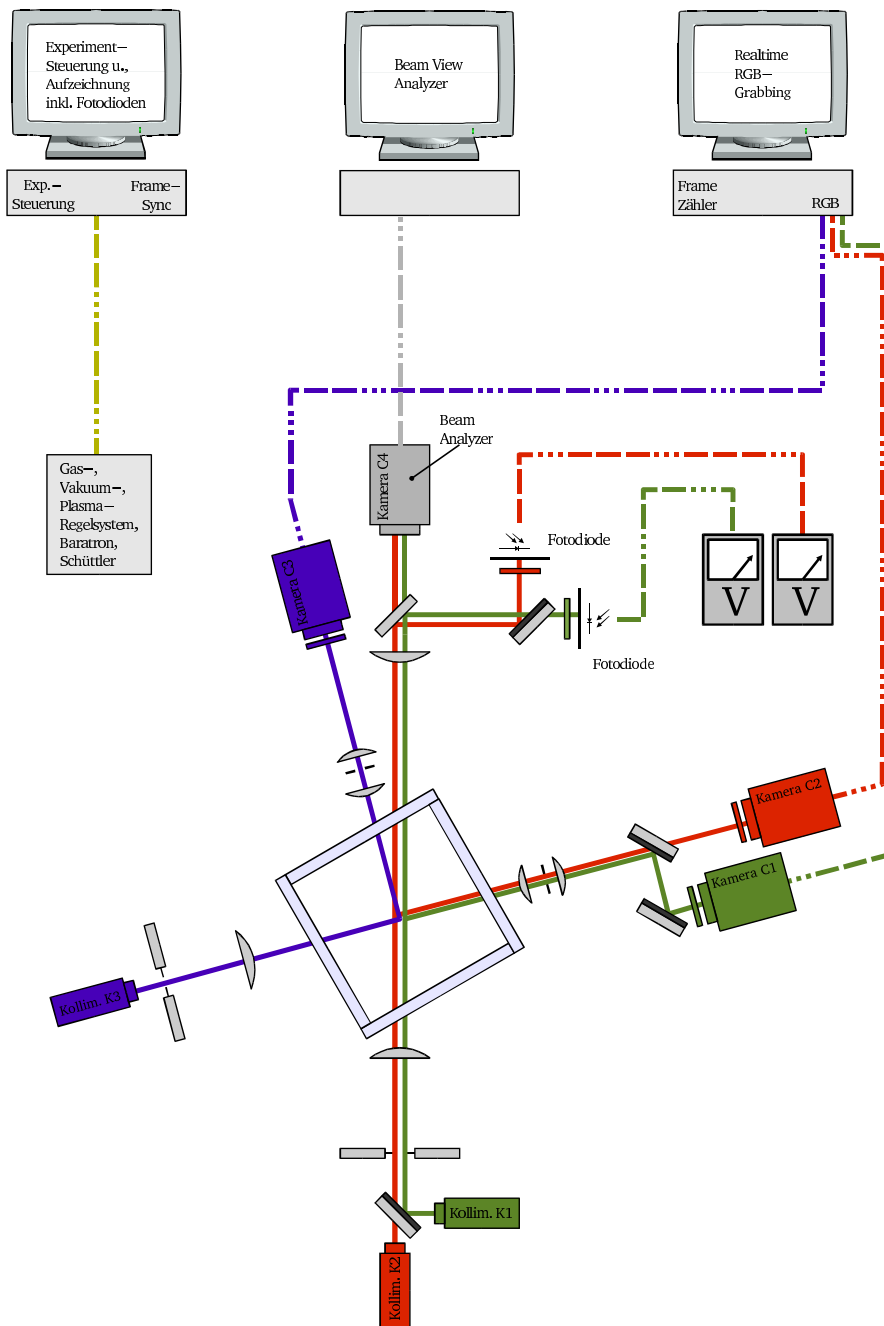 Experiment–
Steuerung u.,
Aufzeichnung
inkl. Fotodioden
Beam View
Analyzer
Realtime
RGB–
Grabbing
Exp.–
Steuerung
Frame–
Sync
Frame
Zähler
RGB
Gas–,
Vakuum–,
Plasma–
Regelsystem,
Baratron,
Schüttler
Beam
Analyzer
Kamera C4
Fotodiode
Fotodiode
V
V
Kamera C3
Kamera C2
Kamera C1
Kollim. K3
Kollim. K1
Kollim. K2